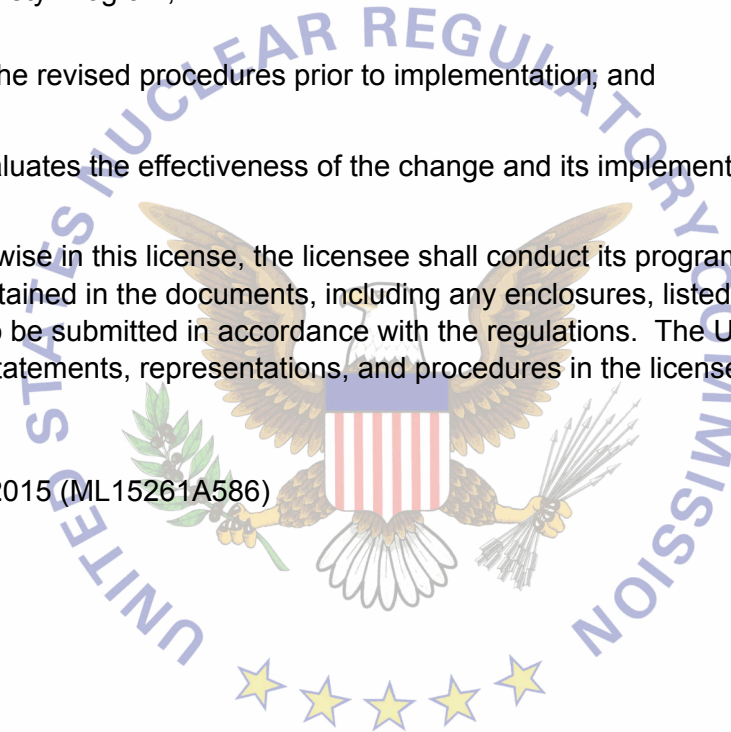 he revised procedures prior to implementation; and
aluates the effectiveness of the change and its implement
wise in this license, the licensee shall conduct its program
tained in the documents, including any enclosures, listed
o be submitted in accordance with the regulations. The U
tatements, representations, and procedures in the license
2015 (ML15261A586)
UNITED STATES NUCLEAR REGULATORY COMMISSION